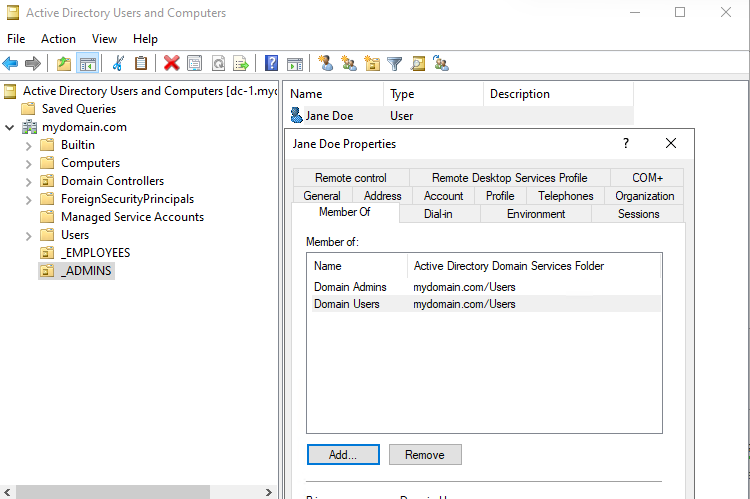 Active Directory Users and Computers
File Action View Help
Active Directory Users and Computers [dc-1.myc
Saved Queries
mydomain.com
Builtin
Computers
Domain Controllers
ForeignSecurityPrincipals
Managed Service Accounts
Users
_EMPLOYEES
_ADMINS
Name Type Description
Jane Doe User
Jane Doe Properties
Remote control Remote Desktop Services Profile COM+
General Address Account Profile Telephones Organization
Member Of Dial-in Environment Sessions
Member of:
Name Active Directory Domain Services Folder
Domain Admins mydomain.com/Users
Domain Users mydomain.com/Users
Add... Remove